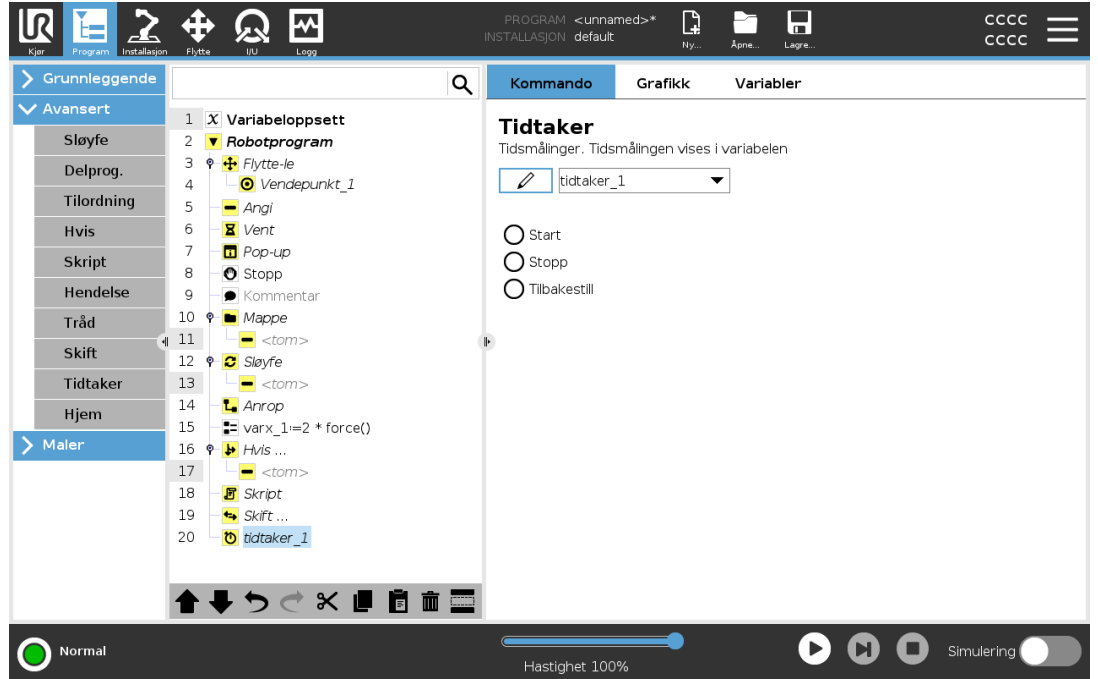 UR
Kjør
Program
Installasjon
Flytte
I/U
Logg
PROGRAM <unnamed>*
INSTALLASJON default
Ny...
Åpne...
Lagre...
CCCC
CCCC
Grunnleggende
Avansert
Sløyfe
Delprog.
Tilordning
Hvis
Skript
Hendelse
Tråd
Skift
Tidtaker
Hjem
Maler
1 X Variabeloppsett
2 Robotprogram
3 Flytte-le
4 Vendepunkt_1
5 Angi
6 Vent
7 Pop-up
8 Stopp
9 Kommentar
10 Mappe
11 <tom>
12 Sløyfe
13 <tom>
14 Anrop
15 varx_1≔2 * force()
16 Hvis ...
17 <tom>
18 Skript
19 Skift ...
20 tidtaker_1
Kommando Grafikk Variabler
Tidtaker
Tidsmålinger. Tidsmålingen vises i variabelen
tidtaker_1
Start
Stopp
Tilbakestill
Normal
Hastighet 100%
Simulering